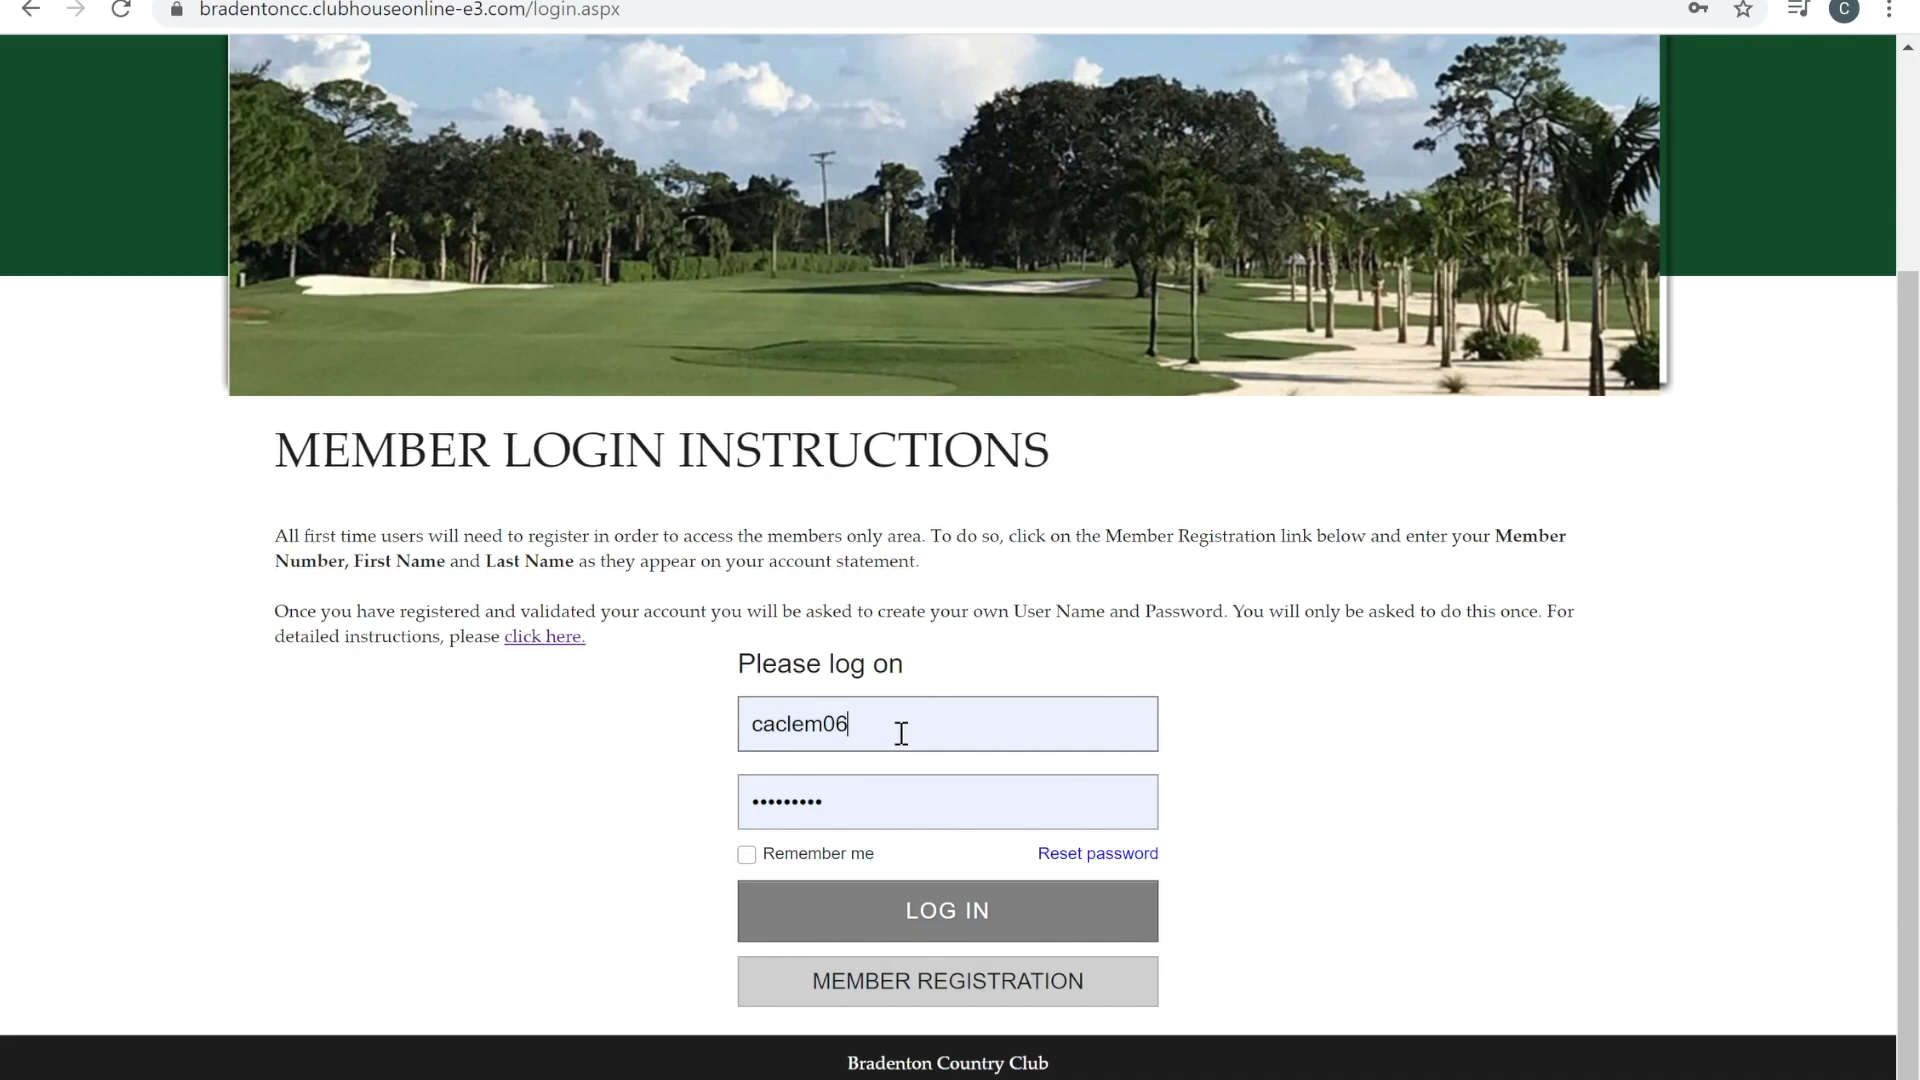 bradentoncc.clubhouseonline-e3.com/login.aspx
C
MEMBER LOGIN INSTRUCTIONS
All first time users will need to register in order to access the members only area. To do so, click on the Member Registration link below and enter your Member
Number, First Name and Last Name as they appear on your account statement.
Once you have registered and validated your account you will be asked to create your own User Name and Password. You will only be asked to do this once. For
detailed instructions, please click here.
Please log on
caclem06
•••••••••
Remember me
Reset password
LOG IN
MEMBER REGISTRATION
Bradenton Country Club